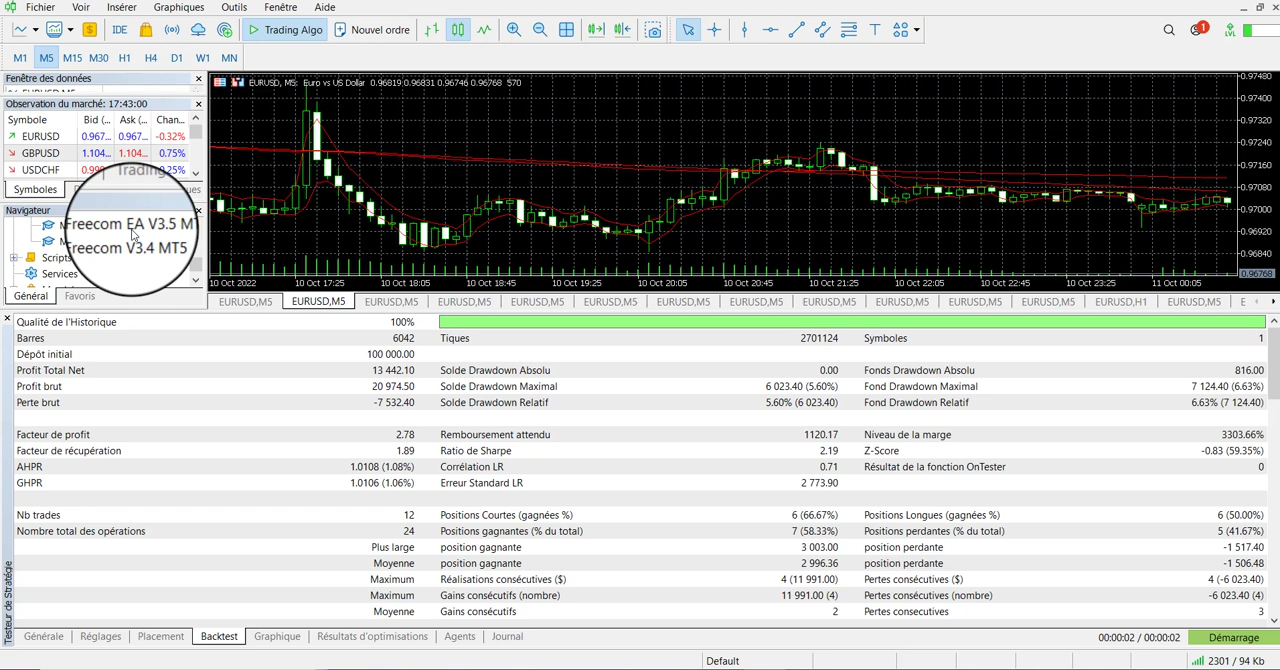 Fichier Voir Insérer Graphiques Outils Fenêtre Aide
IDE Trading Algo Nouvel ordre 1 LVL
M1 M5 M15 M30 H1 H4 D1 W1 MN
Fenêtre des données
EURUSD,M5
Observation du marché: 17:43:00
Symbole Bid (... Ask (... Chan...
EURUSD 0.967... 0.967... -0.32%
GBPUSD 1.104... 1.104... 0.75%
USDCHF
Trading
Symboles
Navigateur
Freecom EA V3.5 MT
Freecom V3.4 MT5
Scripts
Services
Général Favoris
EURUSD, M5: Euro vs US Dollar 0.96819 0.96831 0.96746 0.96768 570
0.97480
0.97400
0.97320
0.97240
0.97160
0.97080
0.97000
0.96920
0.96840
0.96768
10 Oct 2022 10 Oct 17:25 10 Oct 18:05 10 Oct 18:45 10 Oct 19:25 10 Oct 20:05 10 Oct 20:45 10 Oct 21:25 10 Oct 22:05 10 Oct 22:45 10 Oct 23:25 11 Oct 00:05
EURUSD,M5 EURUSD,M5 EURUSD,M5 EURUSD,M5 EURUSD,M5 EURUSD,M5 EURUSD,M5 EURUSD,M5 EURUSD,M5 EURUSD,M5 EURUSD,M5 EURUSD,M5 EURUSD,H1 EURUSD,M5 E
Qualité de l'Historique 100%
Barres 6042 Tiques 2701124 Symboles 1
Dépôt initial 100 000.00
Profit Total Net 13 442.10 Solde Drawdown Absolu 0.00 Fonds Drawdown Absolu 816.00
Profit brut 20 974.50 Solde Drawdown Maximal 6 023.40 (5.60%) Fond Drawdown Maximal 7 124.40 (6.63%)
Perte brut -7 532.40 Solde Drawdown Relatif 5.60% (6 023.40) Fond Drawdown Relatif 6.63% (7 124.40)
Facteur de profit 2.78 Remboursement attendu 1120.17 Niveau de la marge 3303.66%
Facteur de récupération 1.89 Ratio de Sharpe 2.19 Z-Score -0.83 (59.35%)
AHPR 1.0108 (1.08%) Corrélation LR 0.71 Résultat de la fonction OnTester 0
GHPR 1.0106 (1.06%) Erreur Standard LR 2 773.90
Nb trades 12 Positions Courtes (gagnées %) 6 (66.67%) Positions Longues (gagnées %) 6 (50.00%)
Nombre total des opérations 24 Positions gagnantes (% du total) 7 (58.33%) Positions perdantes (% du total) 5 (41.67%)
Plus large position gagnante 3 003.00 position perdante -1 517.40
Moyenne position gagnante 2 996.36 position perdante -1 506.48
Maximum Réalisations consécutives ($) 4 (11 991.00) Pertes consécutives ($) 4 (-6 023.40)
Maximum Gains consécutifs (nombre) 11 991.00 (4) Pertes consécutives (nombre) -6 023.40 (4)
Moyenne Gains consécutifs 2 Pertes consecutives 3
Testeur de Stratégie
Générale Réglages Placement Backtest Graphique Résultats d'optimisations Agents Journal 00:00:02 / 00:00:02 Démarrage
Default 2301 / 94 Kb